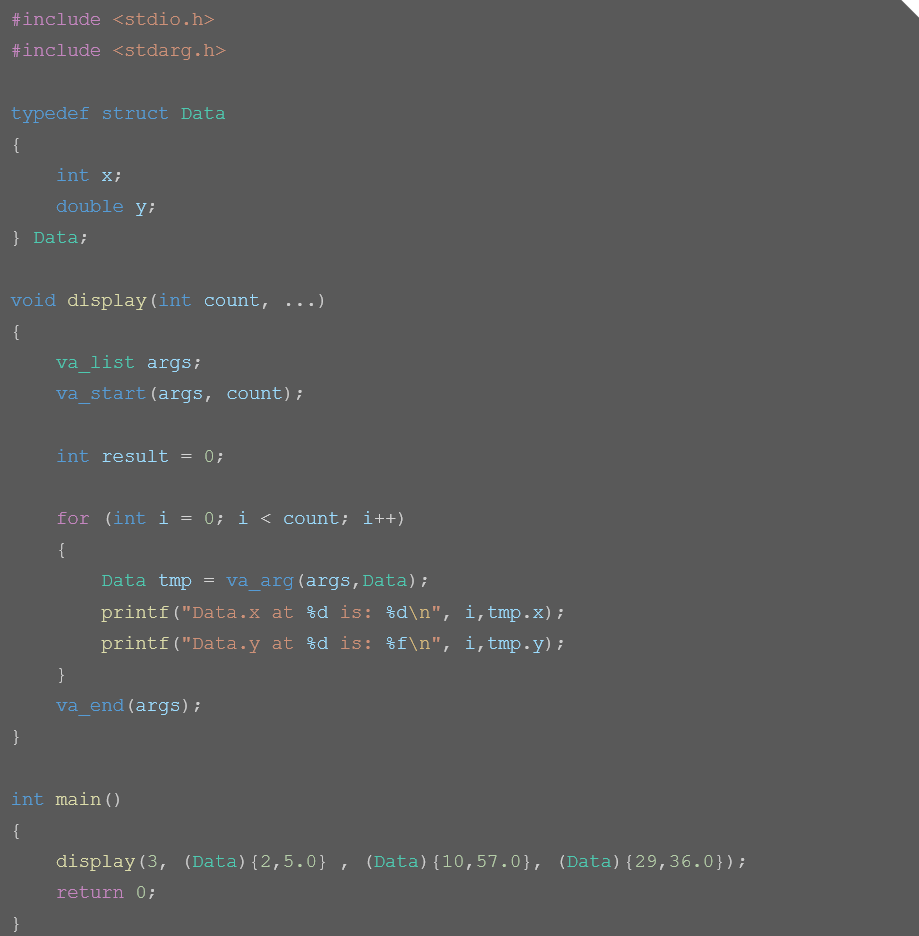 #include <stdio.h>
#include <stdarg.h>
typedef struct Data
{
    int x;
    double y;
} Data;
void display(int count, ...)
{
    va_list args;
    va_start(args, count);
    int result = 0;
    for (int i = 0; i < count; i++)
    {
        Data tmp = va_arg(args,Data);
        printf("Data.x at %d is: %d\n", i,tmp.x);
        printf("Data.y at %d is: %f\n", i,tmp.y);
    }
    va_end(args);
}
int main()
{
    display(3, (Data){2,5.0} , (Data){10,57.0}, (Data){29,36.0});
    return 0;
}